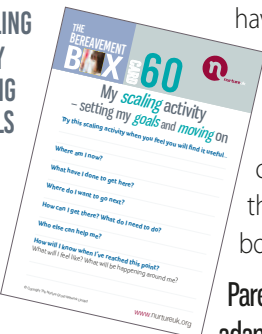 LING
Y
NG
LS
THE
BEREAVEMENT
BOX
CARD
60
n
nurtureuk
My scaling activity
– setting my goals and moving on
Try this scaling activity when you feel you will find it useful...
Where am I now?
What have I done to get here?
Where do I want to go next?
How can I get there? What do I need to do?
Who else can help me?
How will I know when I've reached this point?
What will I feel like? What will be happening around me?
www.nurtureuk.org
hav
c
th
bo
Pare
adap